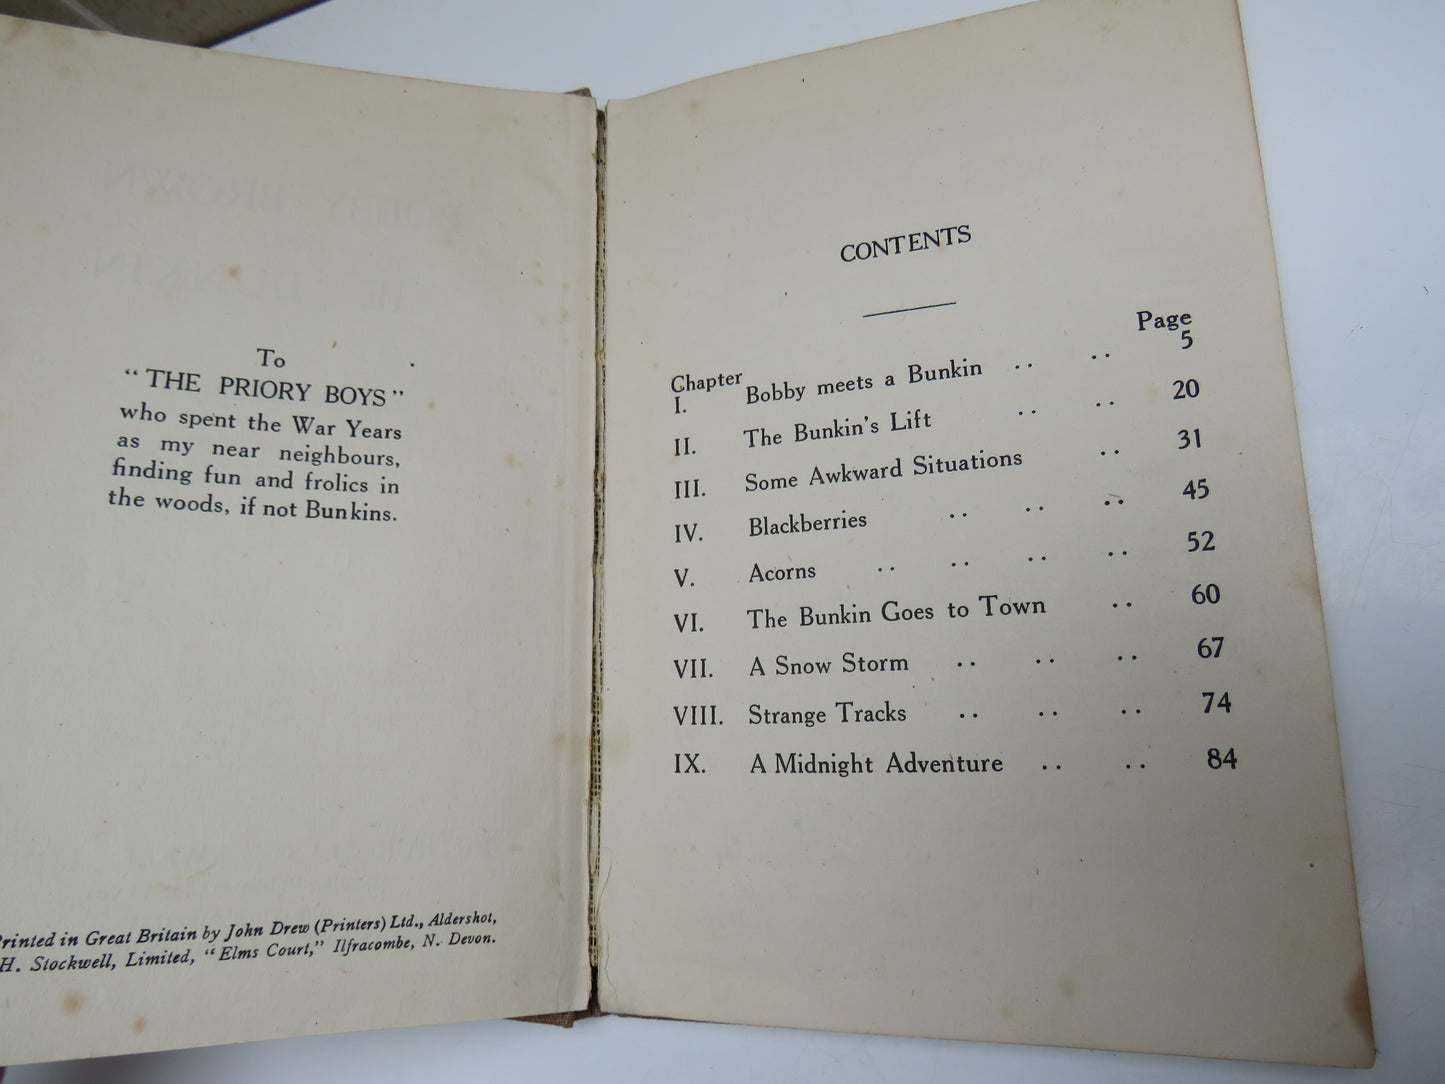 To
"THE PRIORY BOYS"
who spent the War Years
as my near neighbours,
finding fun and frolics in
the woods, if not Bunkins.
Printed in Great Britain by John Drew (Printers) Ltd., Aldershot,
H. Stockwell, Limited, "Elms Court," Ilfracombe, N. Devon.
CONTENTS
Page
Chapter
I. Bobby meets a Bunkin .. .. 5
II. The Bunkin's Lift .. .. 20
III. Some Awkward Situations .. 31
IV. Blackberries .. .. .. 45
V. Acorns .. .. .. .. 52
VI. The Bunkin Goes to Town .. 60
VII. A Snow Storm .. .. .. 67
VIII. Strange Tracks .. .. .. 74
IX. A Midnight Adventure .. .. 84